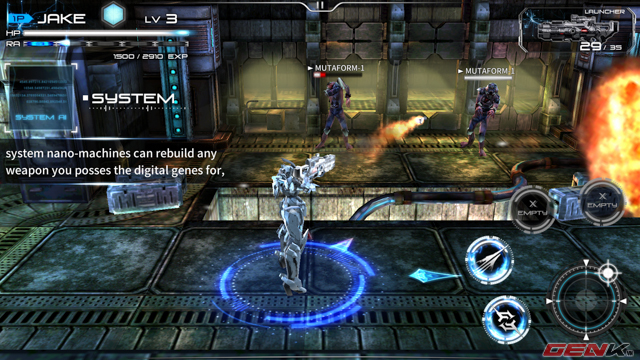 1P JAKE LV 3
HP
RA
1500 / 2910 EXP
LAUNCHER
29 / 35
MUTAFORM-1
MUTAFORM-1
SYSTEM
SYSTEM AI
system nano-machines can rebuild any
weapon you posses the digital genes for,
X
EMPTY
X
EMPTY
GENK